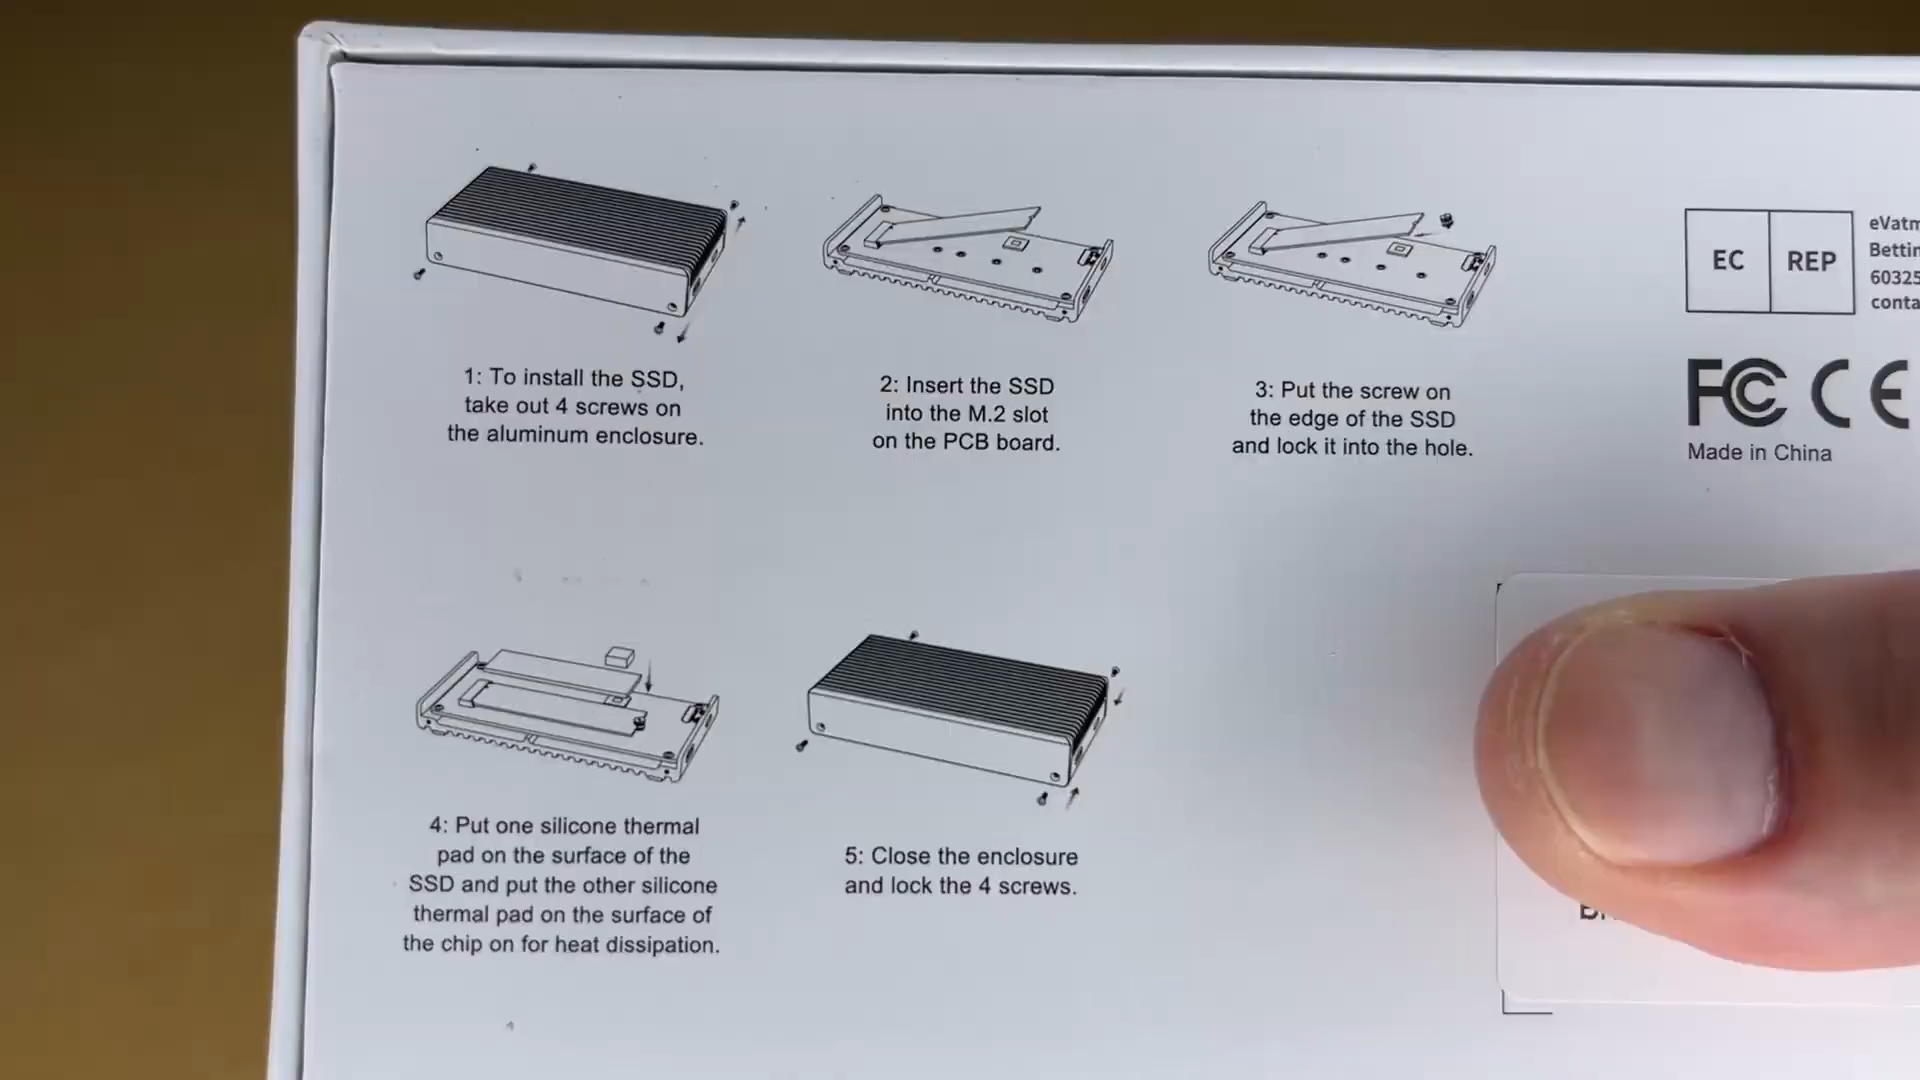 1: To install the SSD,
take out 4 screws on
the aluminum enclosure.
2: Insert the SSD
into the M.2 slot
on the PCB board.
3: Put the screw on
the edge of the SSD
and lock it into the hole.
EC REP
60325
FC CE
Made in China
4: Put one silicone thermal
pad on the surface of the
SSD and put the other silicone
thermal pad on the surface of
the chip on for heat dissipation.
5: Close the enclosure
and lock the 4 screws.